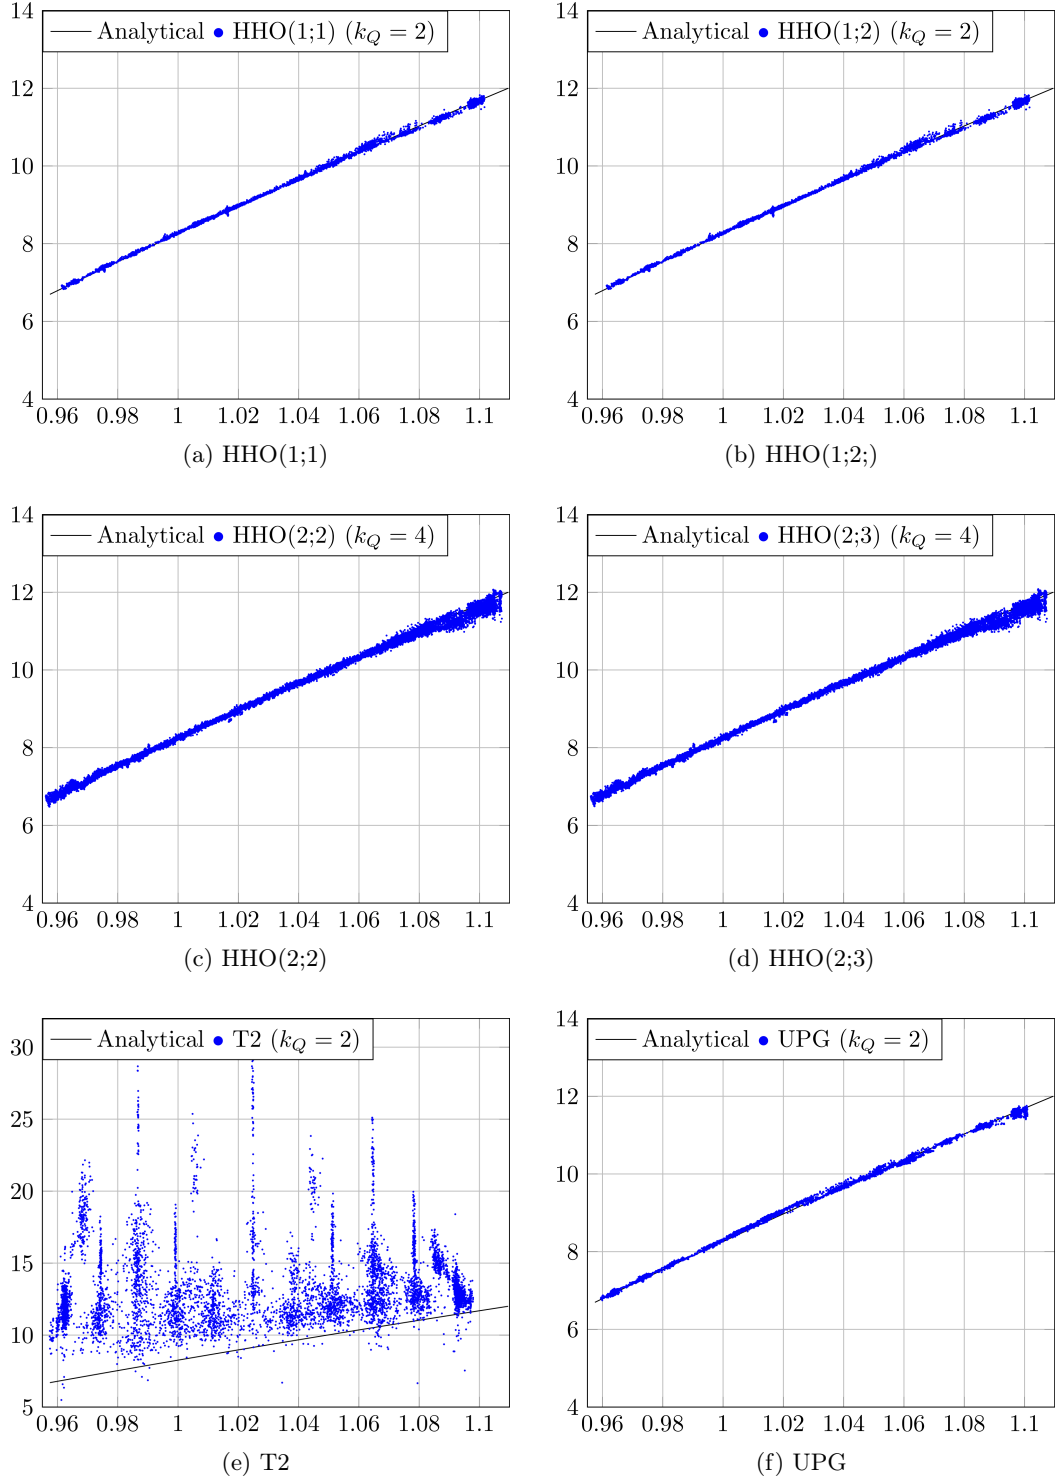 14
12
10
8
6
4
Analytical HHO(1;1) (k_Q = 2)
0.96 0.98 1 1.02 1.04 1.06 1.08 1.1
(a) HHO(1;1)
14
12
10
8
6
4
Analytical HHO(1;2) (k_Q = 2)
0.96 0.98 1 1.02 1.04 1.06 1.08 1.1
(b) HHO(1;2;)
14
12
10
8
6
4
Analytical HHO(2;2) (k_Q = 4)
0.96 0.98 1 1.02 1.04 1.06 1.08 1.1
(c) HHO(2;2)
14
12
10
8
6
4
Analytical HHO(2;3) (k_Q = 4)
0.96 0.98 1 1.02 1.04 1.06 1.08 1.1
(d) HHO(2;3)
30
25
20
15
10
5
Analytical T2 (k_Q = 2)
0.96 0.98 1 1.02 1.04 1.06 1.08 1.1
(e) T2
14
12
10
8
6
4
Analytical UPG (k_Q = 2)
0.96 0.98 1 1.02 1.04 1.06 1.08 1.1
(f) UPG